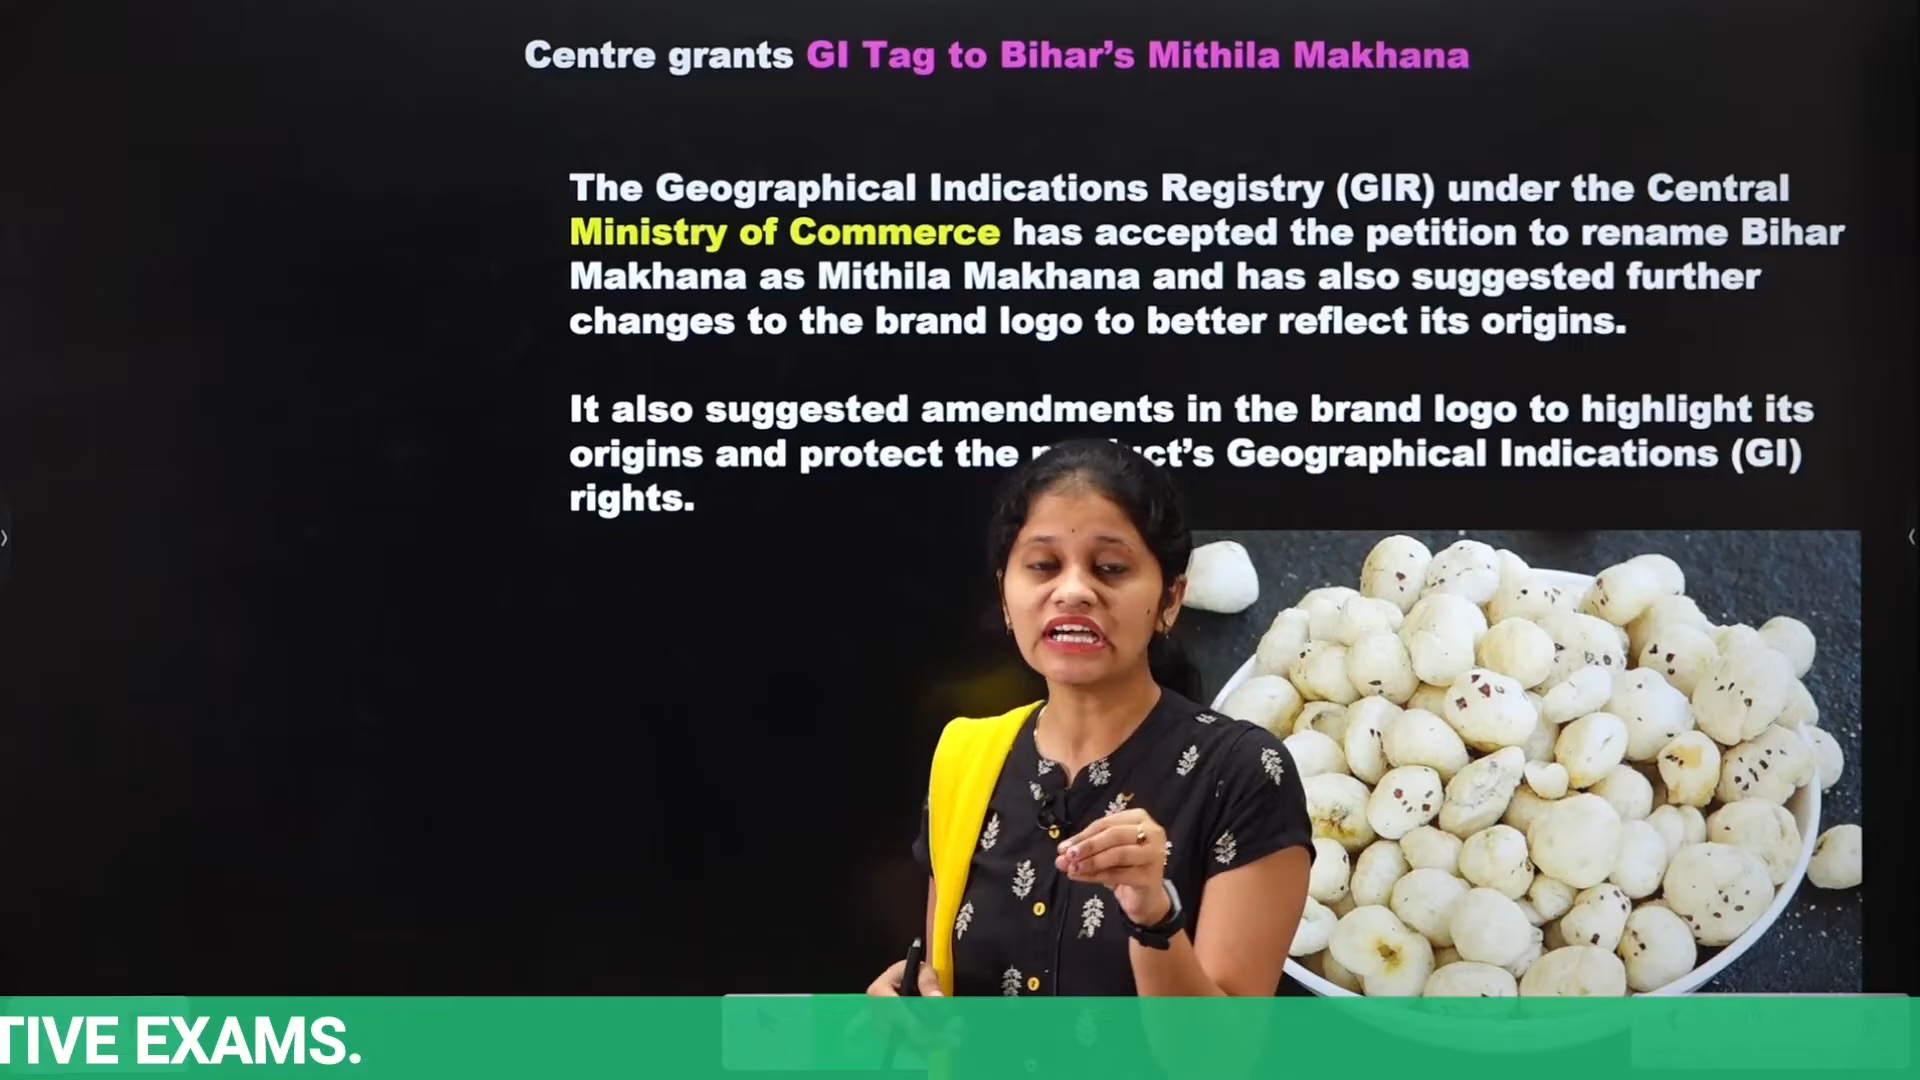 Centre grants GI Tag to Bihar’s Mithila Makhana
The Geographical Indications Registry (GIR) under the Central
Ministry of Commerce has accepted the petition to rename Bihar
Makhana as Mithila Makhana and has also suggested further
changes to the brand logo to better reflect its origins.
It also suggested amendments in the brand logo to highlight its
origins and protect the Geographical Indications (GI)
rights.
TIVE EXAMS.